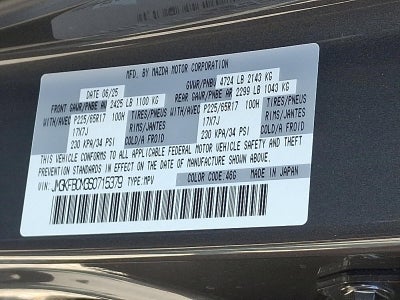 MFD. BY MAZDA MOTOR CORPORATION
DATE 06/25 GVWR/PNBV 4724 LB 2143 KG
FRONT GAWR/PNBE AV 2425 LB 1100 KG REAR GAWR/PNBE AR 2299 LB 1043 KG
WITH/AVEC P225/65R17 100H TIRES/PNEUS WITH/AVEC P225/65R17 100H TIRES/PNEUS
17X7J RIMS/JANTES 17X7J RIMS/JANTES
230 KPA/34 PSI COLD/A FROID 230 KPA/34 PSI COLD/A FROID
THIS VEHICLE CONFORMS TO ALL APPLICABLE FEDERAL MOTOR VEHICLE SAFETY AND THEFT
PREVENTION STANDARDS IN EFFECT ON THE DATE OF MANUFACTURE SHOWN ABOVE.
VIN: TYPE:MPV COLOR CODE:46G MADE IN JAPAN